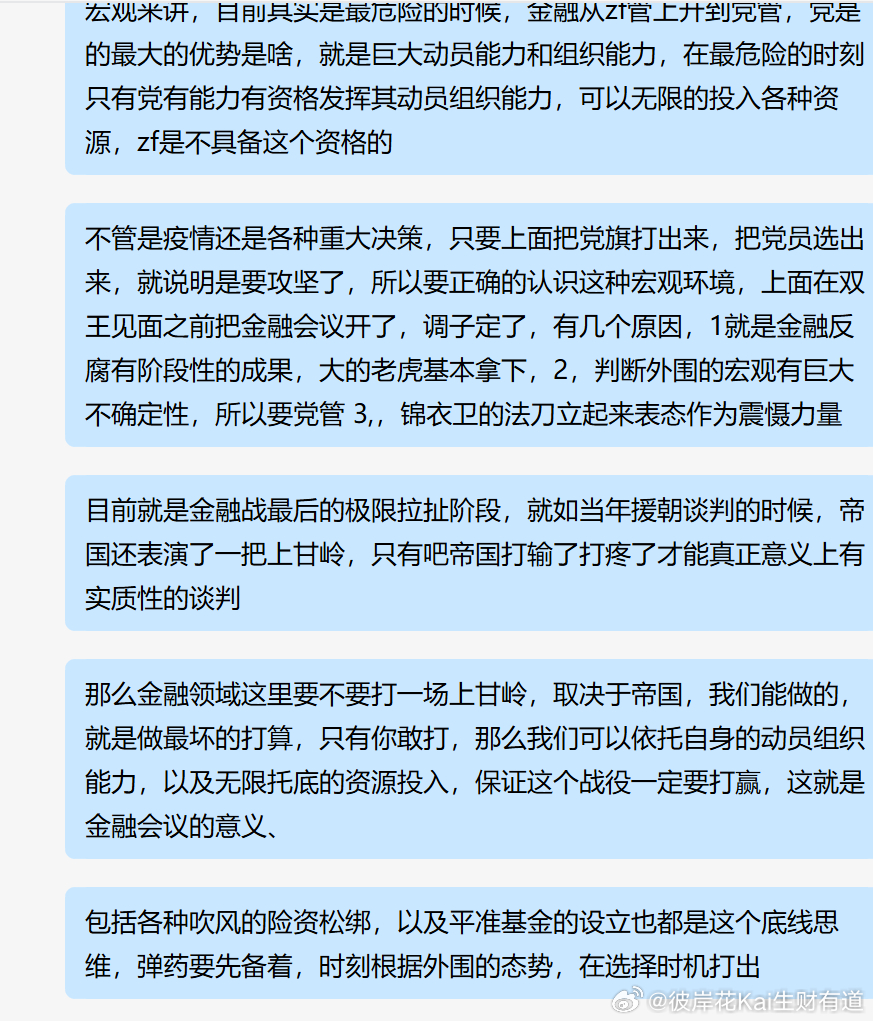 宏观来讲，目前其实是最危险的时候，金融从zf管上升到党管，党是
的最大的优势是啥，就是巨大动员能力和组织能力，在最危险的时刻
只有党有能力有资格发挥其动员组织能力，可以无限的投入各种资
源，zf是不具备这个资格的
不管是疫情还是各种重大决策，只要上面把党旗打出来，把党员选出
来，就说明是要攻坚了，所以要正确的认识这种宏观环境，上面在双
王见面之前把金融会议开了，调子定了，有几个原因，1就是金融反
腐有阶段性的成果，大的老虎基本拿下，2，判断外围的宏观有巨大
不确定性，所以要党管 3,，锦衣卫的法刀立起来表态作为震慑力量
目前就是金融战最后的极限拉扯阶段，就如当年援朝谈判的时候，帝
国还表演了一把上甘岭，只有吧帝国打输了打疼了才能真正意义上有
实质性的谈判
那么金融领域这里要不要打一场上甘岭，取决于帝国，我们能做的，
就是做最坏的打算，只有你敢打，那么我们可以依托自身的动员组织
能力，以及无限托底的资源投入，保证这个战役一定要打赢，这就是
金融会议的意义、
包括各种吹风的险资松绑，以及平准基金的设立也都是这个底线思
维，弹药要先备着，时刻根据外围的态势，在选择时机打出
@彼岸花Kai生财有道